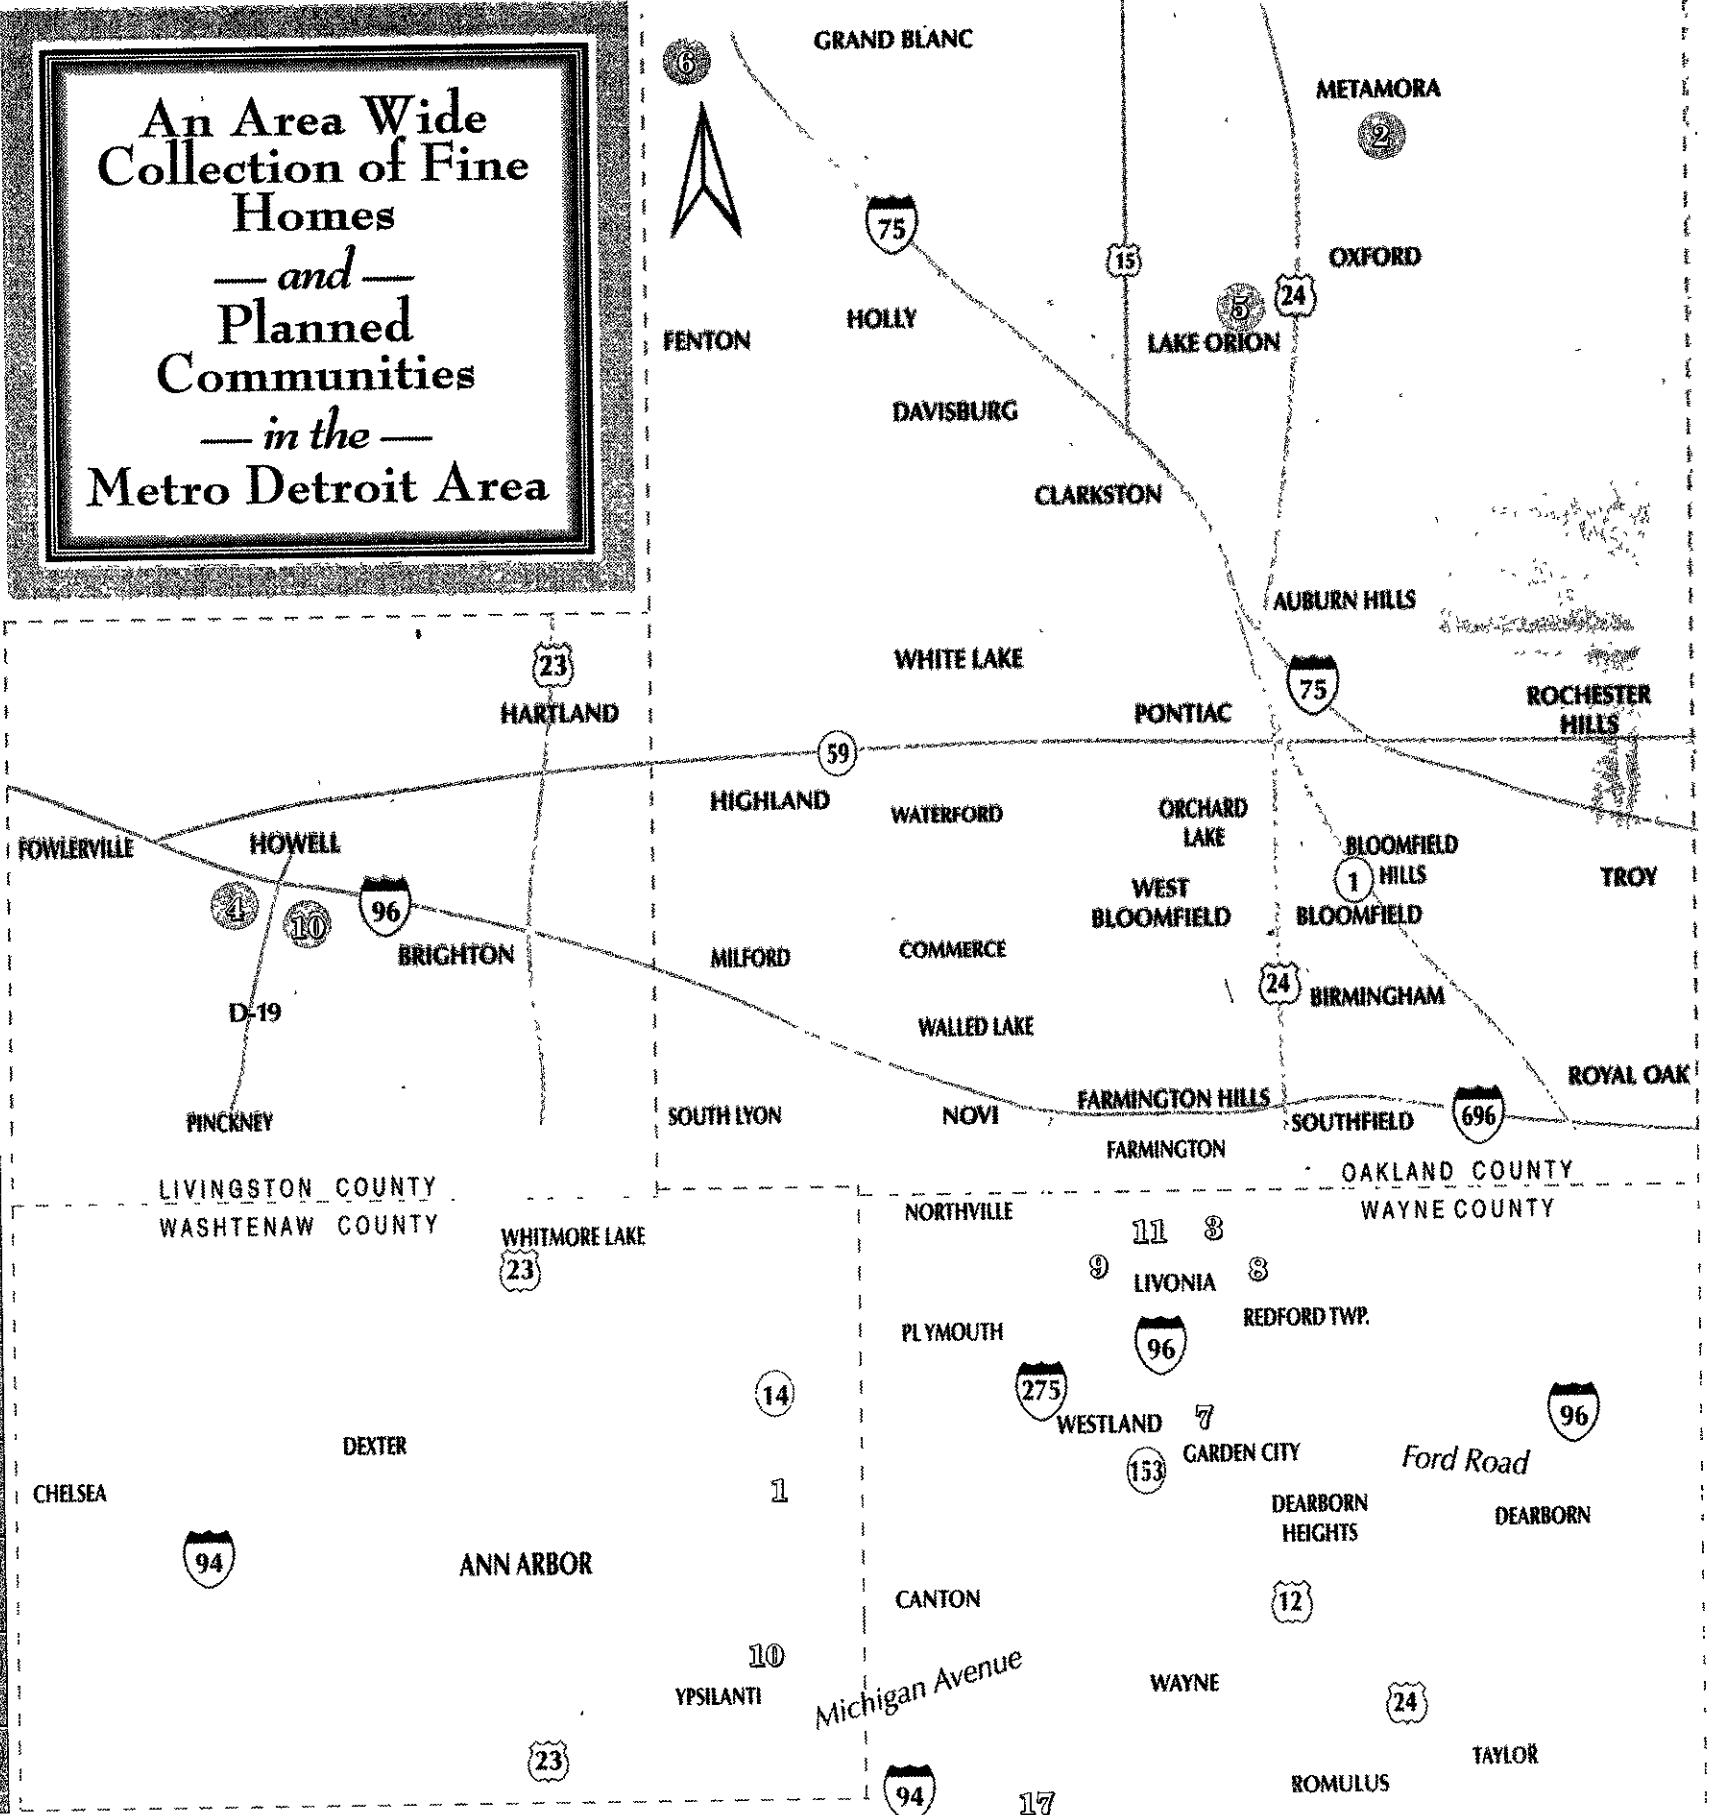 An Area Wide
Collection of Fine
Homes
— and —
Planned
Communities
— in the —
Metro Detroit Area
GRAND BLANC
6
METAMORA
2
75
15
OXFORD
5
24
HOLLY
FENTON
LAKE ORION
DAVISBURG
CLARKSTON
AUBURN HILLS
23
WHITE LAKE
75
ROCHESTER
HILLS
HARTLAND
PONTIAC
59
HIGHLAND
WATERFORD
ORCHARD
LAKE
FOWLERVILLE
HOWELL
BLOOMFIELD
HILLS
1
TROY
WEST
BLOOMFIELD
BLOOMFIELD
4
10
96
BRIGHTON
MILFORD
COMMERCE
24
BIRMINGHAM
D-19
WALLED LAKE
ROYAL OAK
PINCKNEY
SOUTH LYON
NOVI
FARMINGTON HILLS
SOUTHFIELD
696
FARMINGTON
LIVINGSTON COUNTY
OAKLAND COUNTY
WASHTENAW COUNTY
WAYNE COUNTY
WHITMORE LAKE
23
NORTHVILLE
11
3
9
LIVONIA
8
REDFORD TWP.
PLYMOUTH
96
275
14
WESTLAND
7
96
DEXTER
153
GARDEN CITY
Ford Road
CHELSEA
1
DEARBORN
HEIGHTS
DEARBORN
94
ANN ARBOR
CANTON
12
10
YPSILANTI
Michigan Avenue
WAYNE
24
23
TAYLOR
94
17
ROMULUS